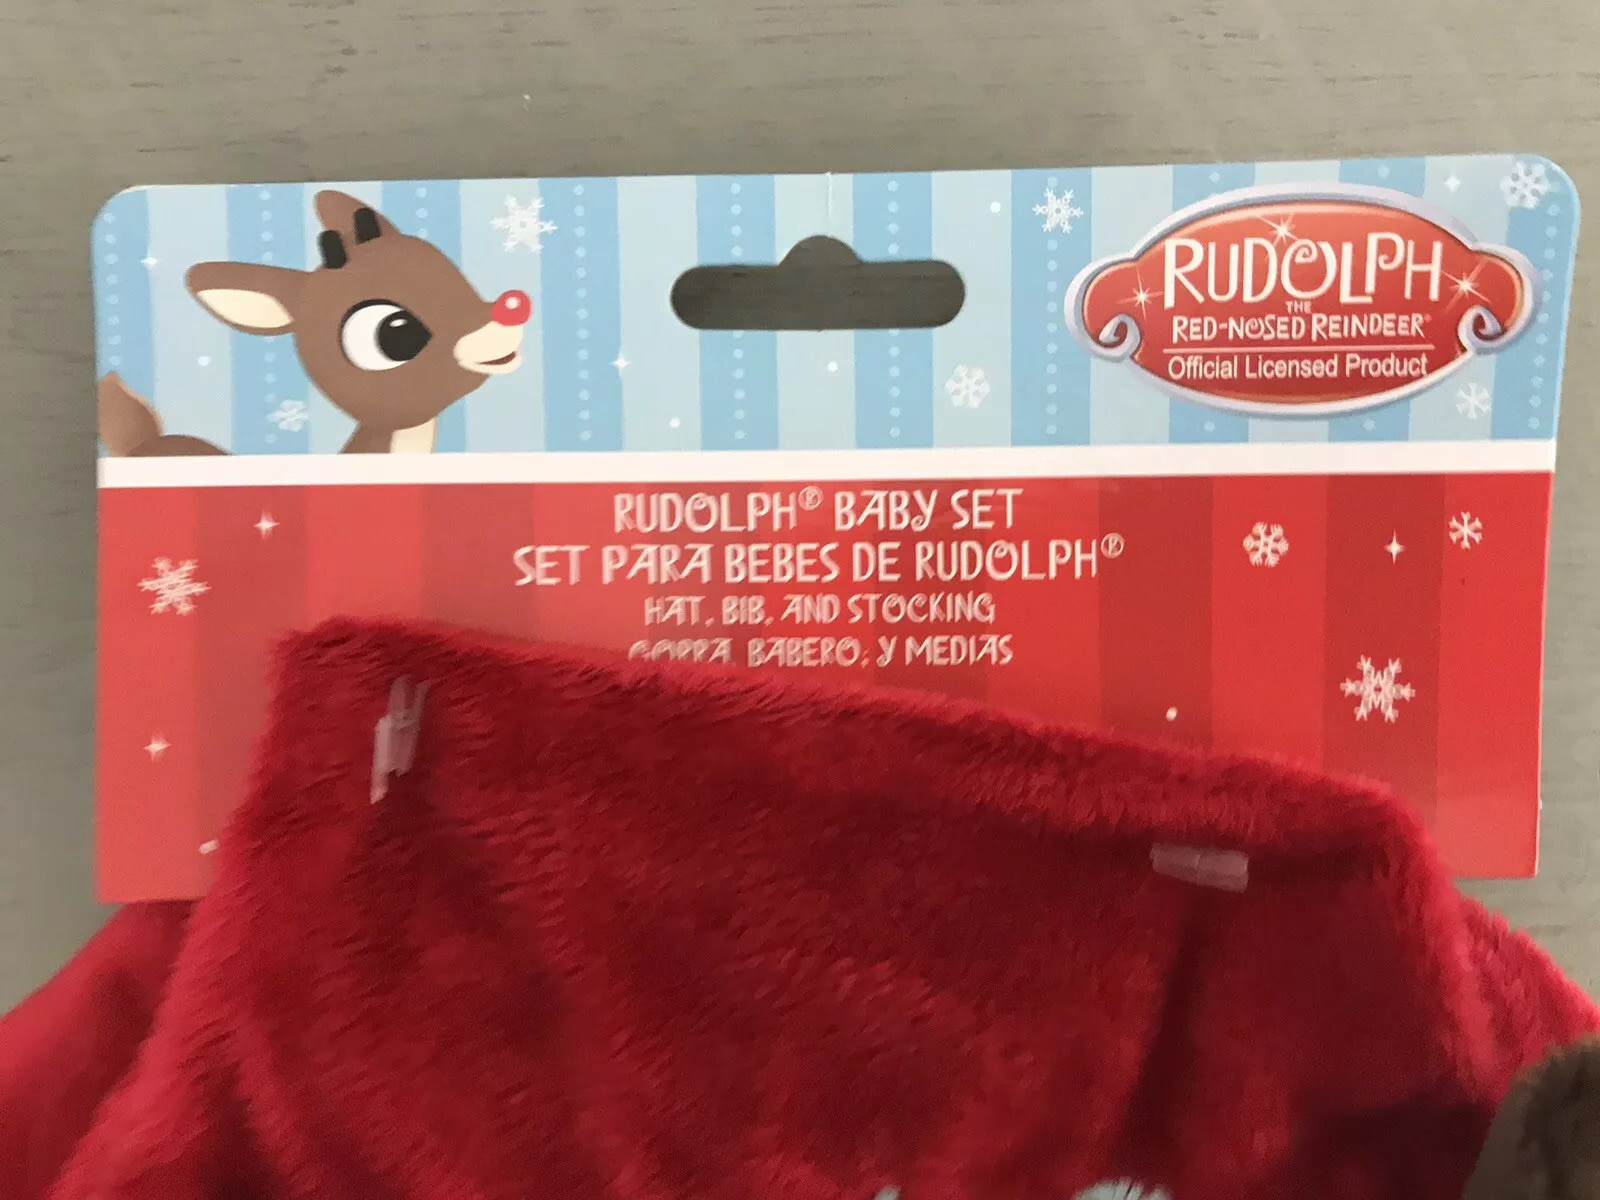 RUDOLPH
THE
RED-NOSED REINDEER®
Official Licensed Product
RUDOLPH® BABY SET
SET PARA BEBES DE RUDOLPH®
HAT, BIB, AND STOCKING
GORRA, BABERO, Y MEDIAS